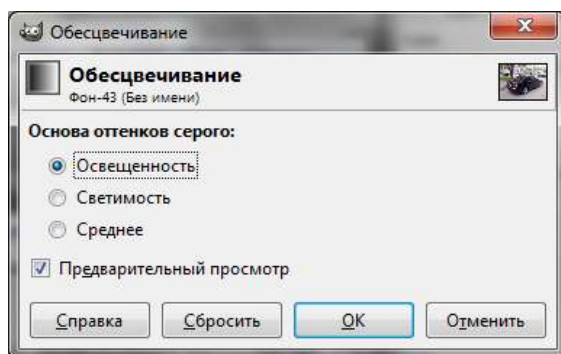 Обесцвечивание
Обесцвечивание
Фон-43 (Без имени)
Основа оттенков серого:
Освещенность
Светимость
Среднее
Предварительный просмотр
Справка Сбросить OK Отменить